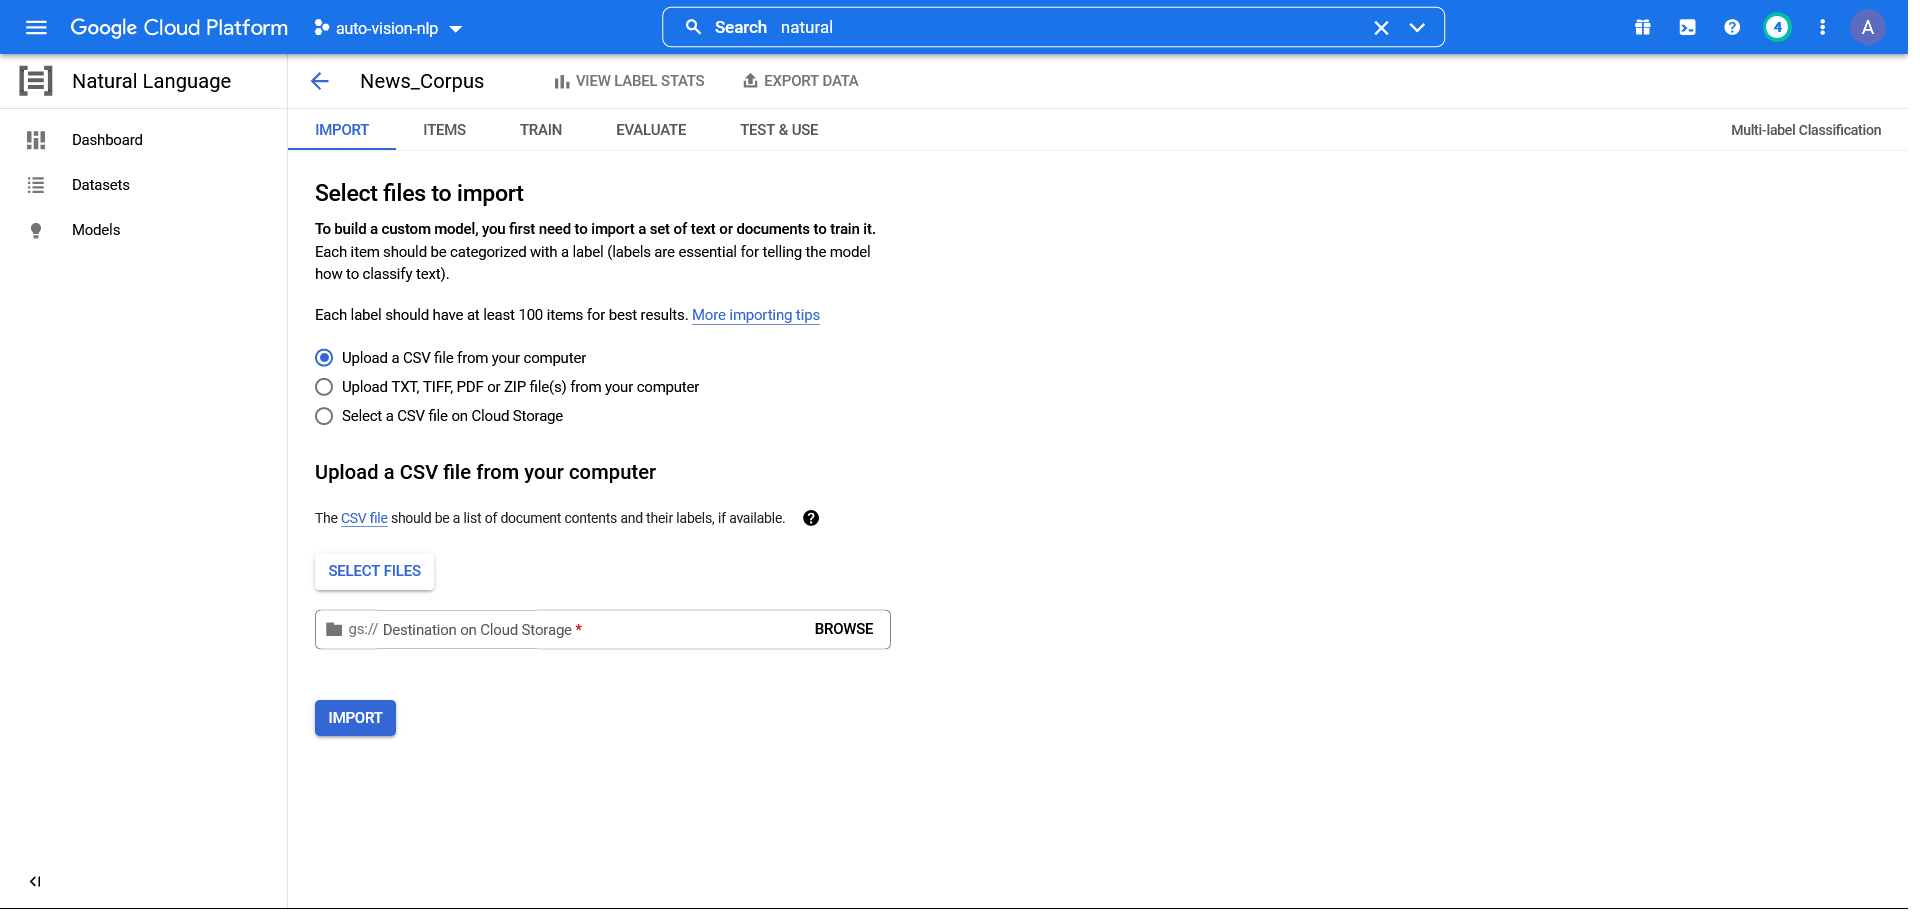 Google Cloud Platform
auto-vision-nlp
Search natural
4
A
Natural Language
News_Corpus
VIEW LABEL STATS
EXPORT DATA
Dashboard
Datasets
Models
IMPORT
ITEMS
TRAIN
EVALUATE
TEST & USE
Multi-label Classification
Select files to import
To build a custom model, you first need to import a set of text or documents to train it.
Each item should be categorized with a label (labels are essential for telling the model
how to classify text).
Each label should have at least 100 items for best results. More importing tips
Upload a CSV file from your computer
Upload TXT, TIFF, PDF or ZIP file(s) from your computer
Select a CSV file on Cloud Storage
Upload a CSV file from your computer
The CSV file should be a list of document contents and their labels, if available.
SELECT FILES
gs:// Destination on Cloud Storage *
BROWSE
IMPORT